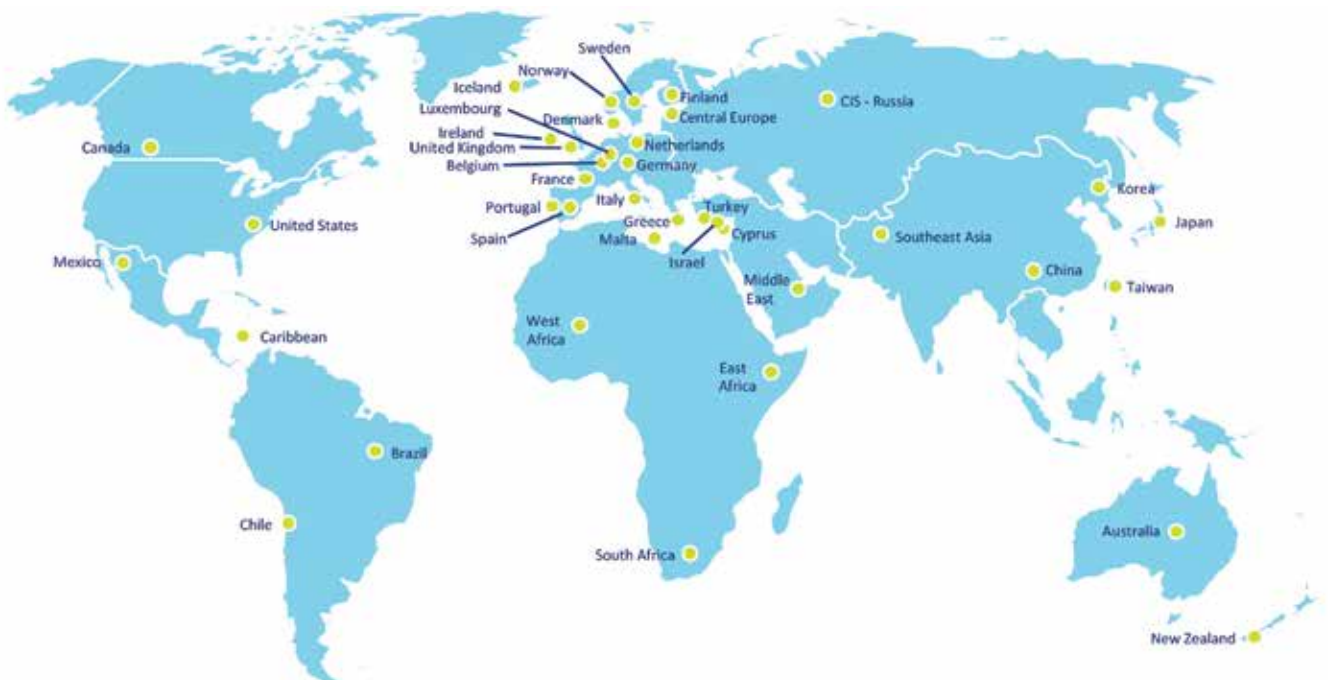 Sweden
Norway
Iceland
Finland
CIS - Russia
Luxembourg
Denmark
Central Europe
Ireland
Canada
United Kingdom
Netherlands
Belgium
Germany
France
Korea
Italy
Portugal
Turkey
Greece
United States
Japan
Spain
Malta
Cyprus
Southeast Asia
Israel
Mexico
China
Middle
East
Taiwan
West
Africa
Caribbean
East
Africa
Brazil
Chile
Australia
South Africa
New Zealand